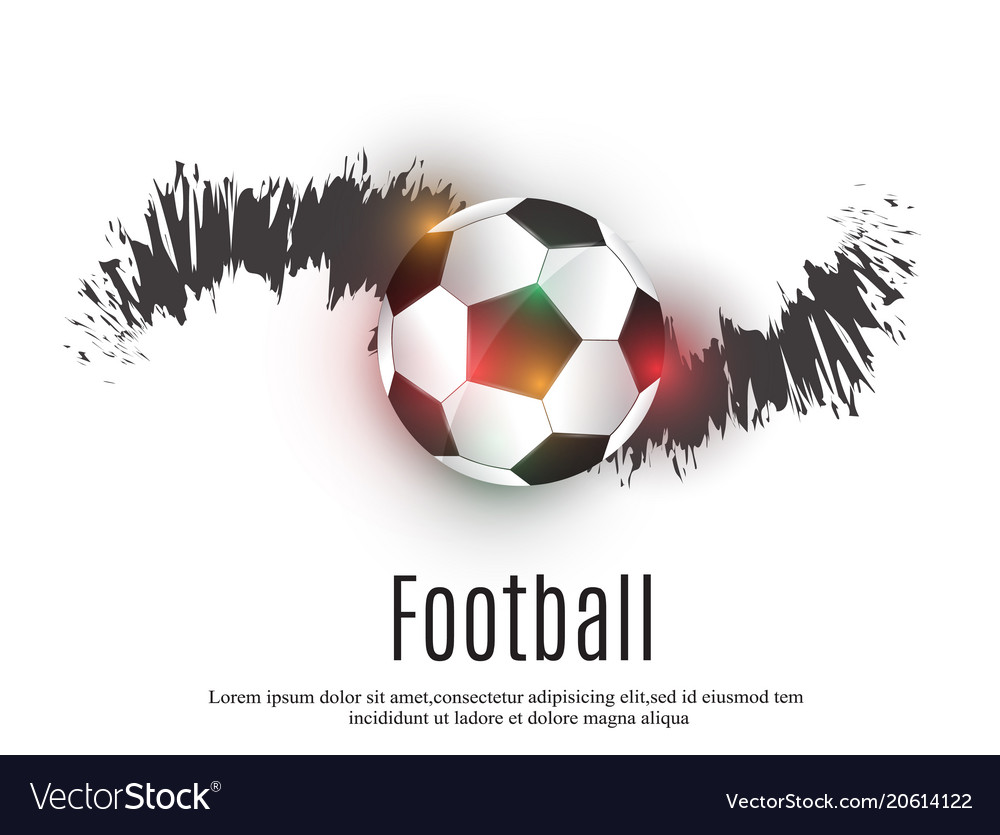 Football
Lorem ipsum dolor sit amet,consectetur adipisicing elit,sed id eiusmod tem
incididunt ut ladore et dolore magna aliqua
VectorStock®
VectorStock.com/20614122